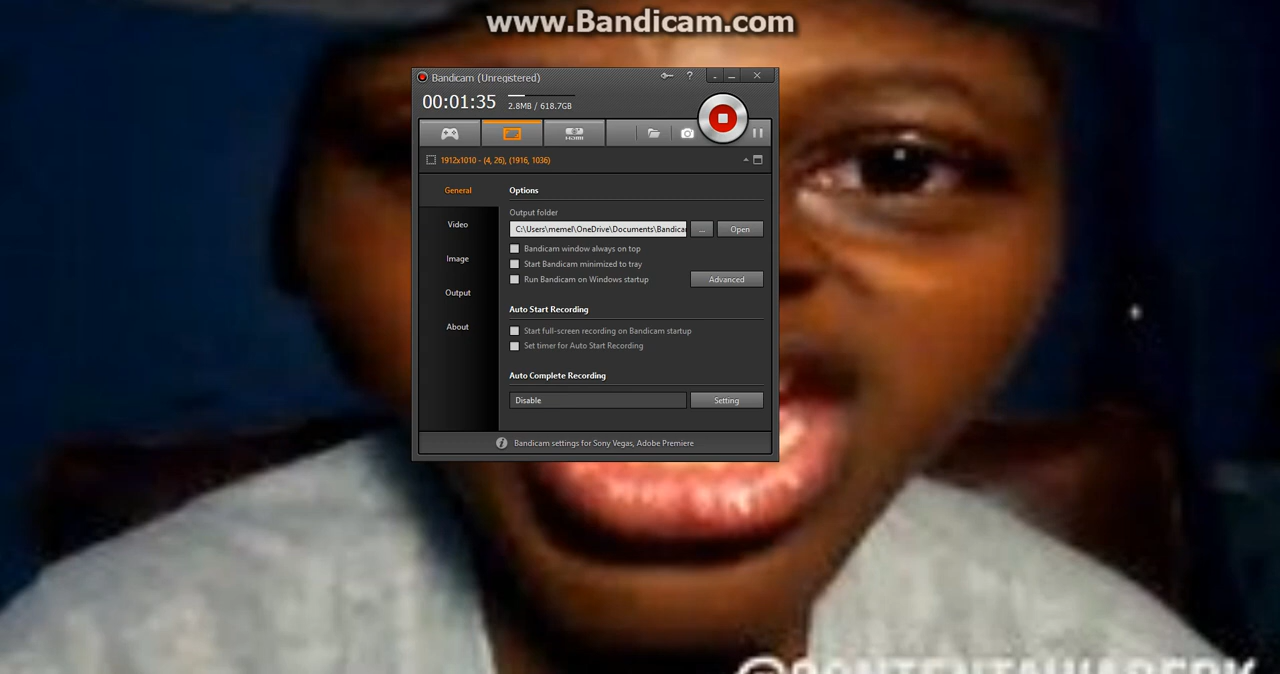 www.Bandicam.com
Bandicam (Unregistered)
?
00:01:35
2.8MB / 618.7GB
HDMI
1912x1010 - (4, 26), (1916, 1036)
General
Options
Output folder
C:\Users\memel\OneDrive\Documents\Bandica
...
Open
Video
Bandicam window always on top
Start Bandicam minimized to tray
Image
Run Bandicam on Windows startup
Advanced
Output
Auto Start Recording
About
Start full-screen recording on Bandicam startup
Set timer for Auto Start Recording
Auto Complete Recording
Disable
Setting
Bandicam settings for Sony Vegas, Adobe Premiere